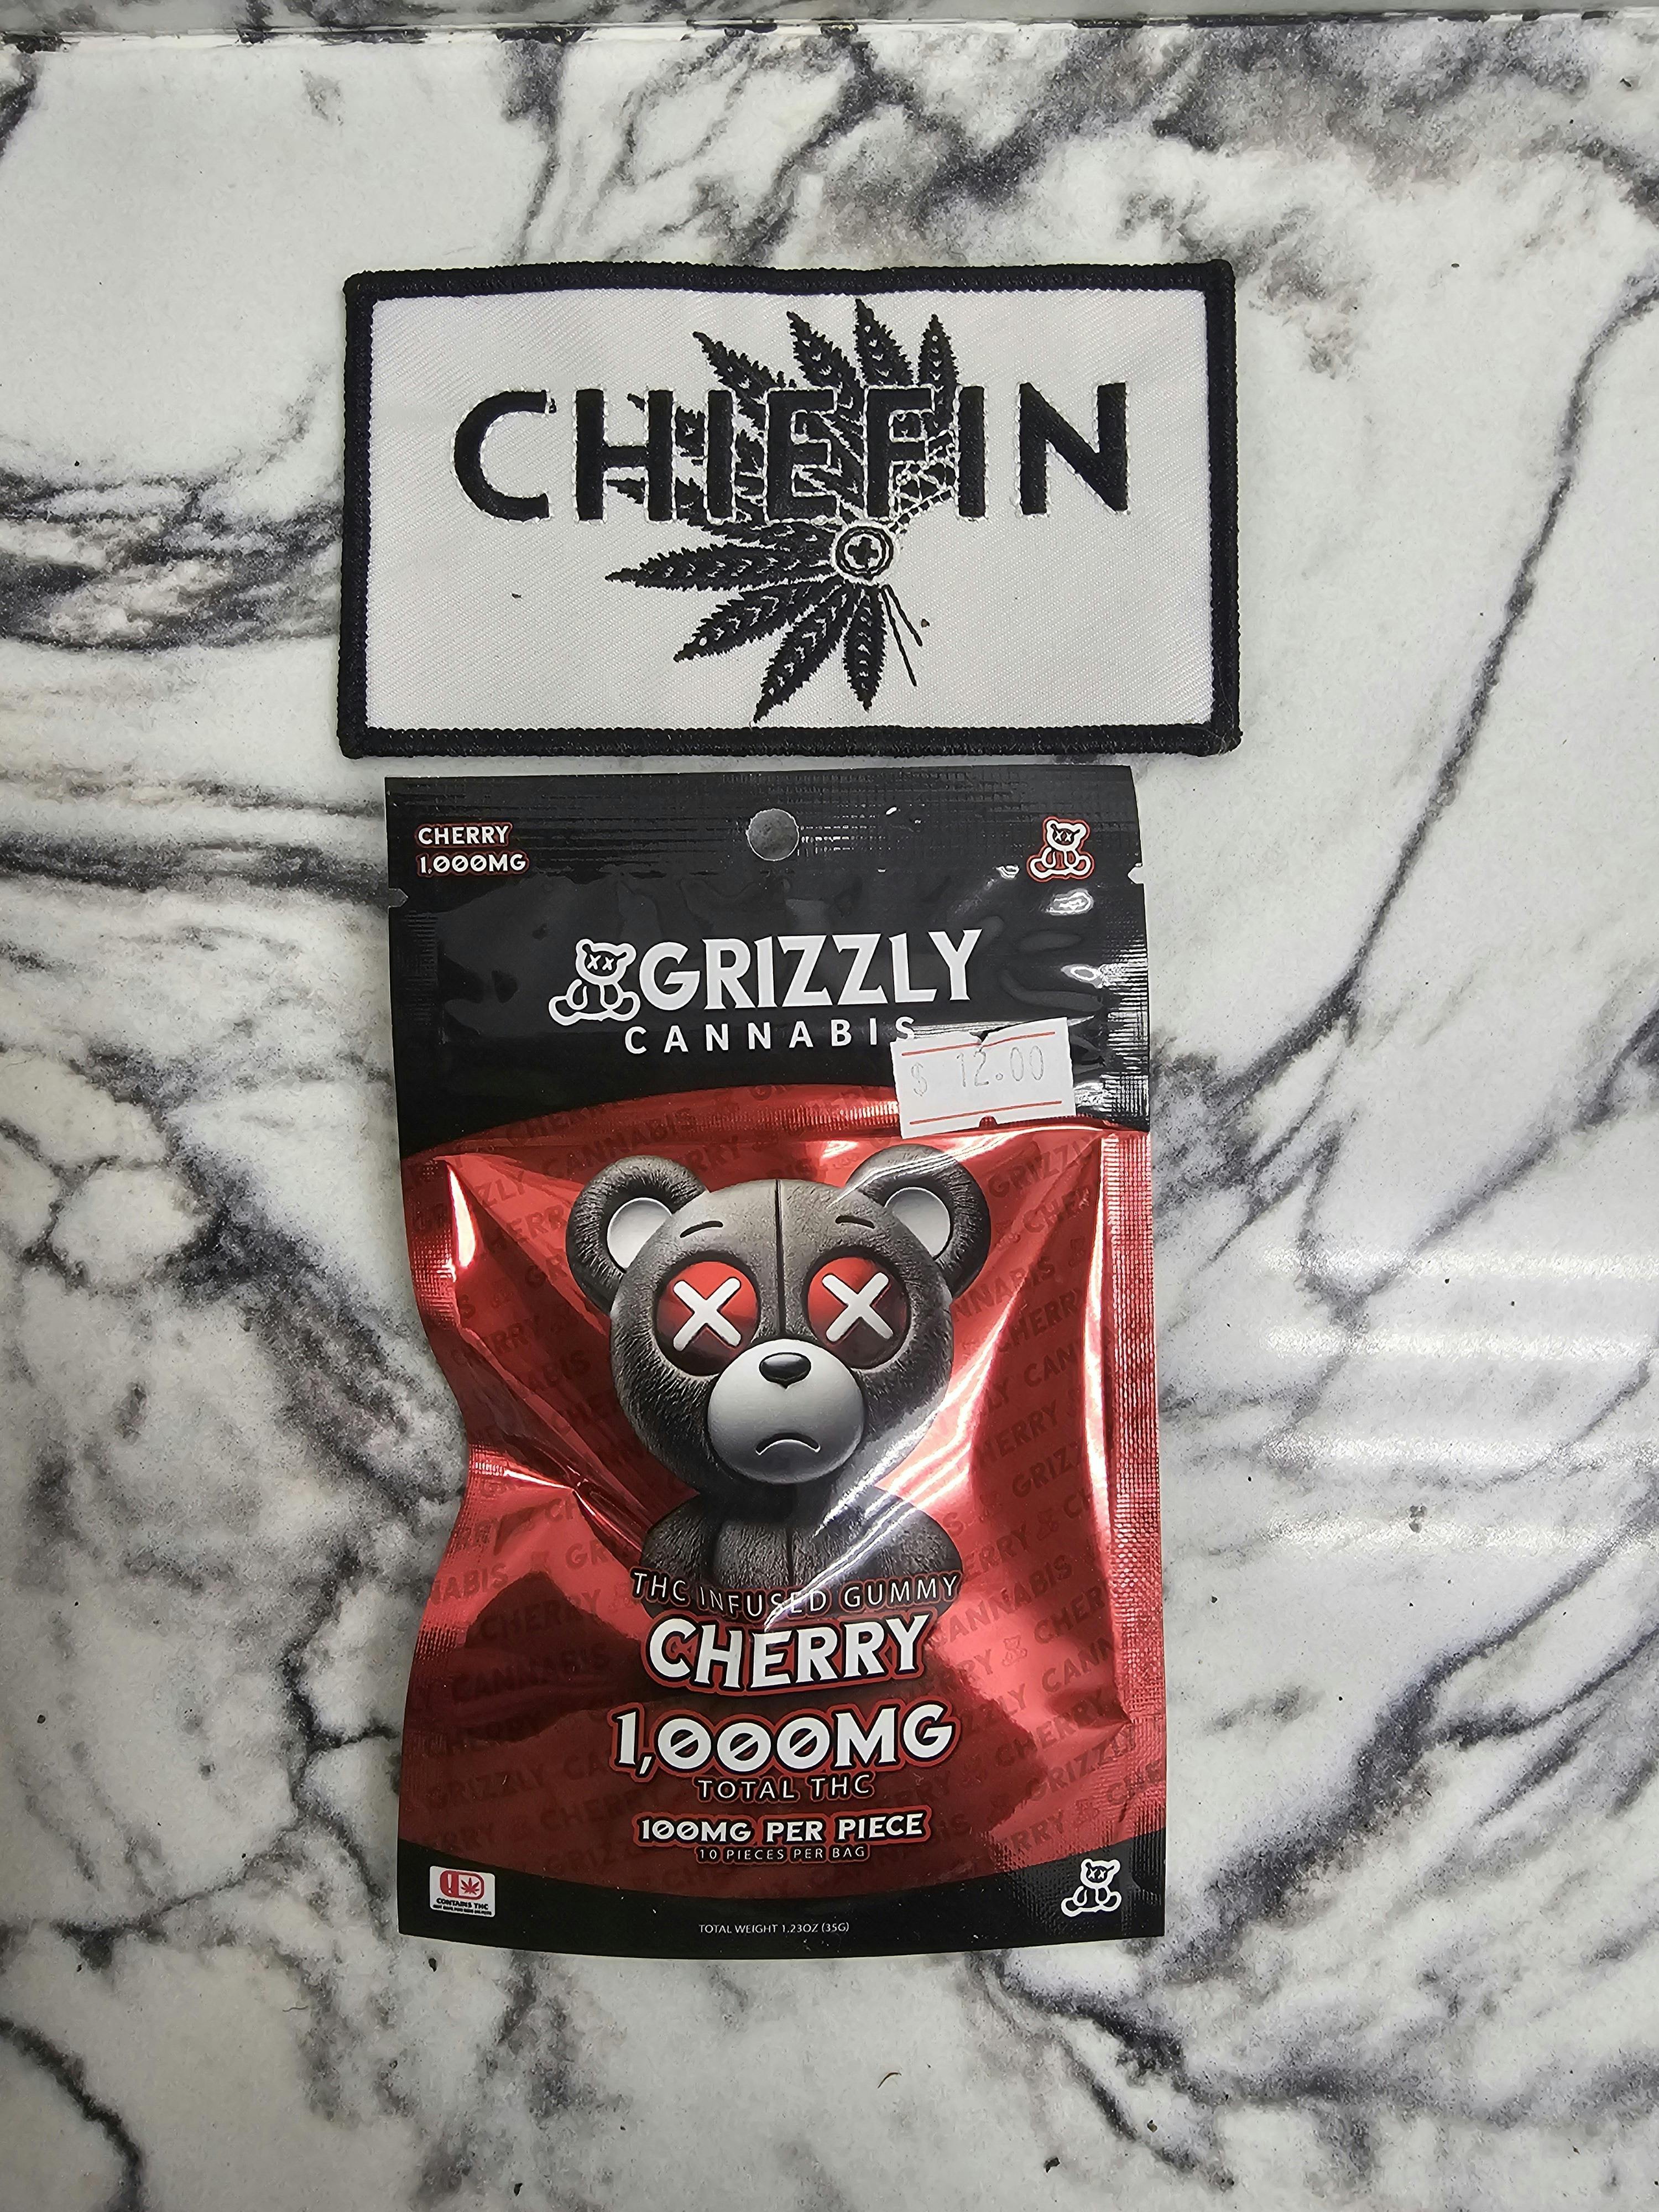 CHIEFIN
CHERRY
1,000MG
GRIZZLY
CANNABIS
$ 12.00
THC INFUSED GUMMY
CHERRY
1,000MG
TOTAL THC
100MG PER PIECE
10 PIECES PER BAG
CONTAINS THC
TOTAL WEIGHT 1.23OZ (35G)